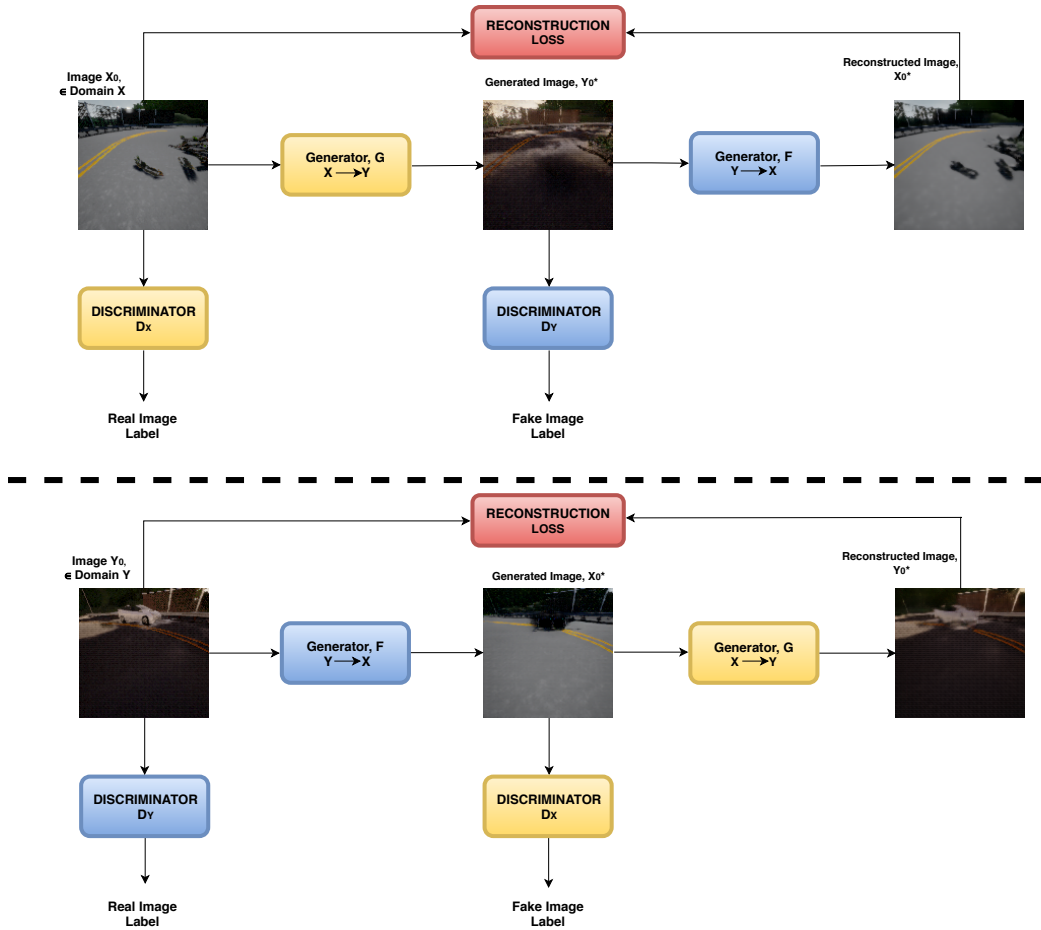 RECONSTRUCTION
LOSS
Image X0,
∈ Domain X
Generated Image, Y0*
Reconstructed Image,
X0*
Generator, G
X → Y
Generator, F
Y → X
DISCRIMINATOR
DX
DISCRIMINATOR
DY
Real Image
Label
Fake Image
Label
RECONSTRUCTION
LOSS
Image Y0,
∈ Domain Y
Generated Image, X0*
Reconstructed Image,
Y0*
Generator, F
Y → X
Generator, G
X → Y
DISCRIMINATOR
DY
DISCRIMINATOR
DX
Real Image
Label
Fake Image
Label